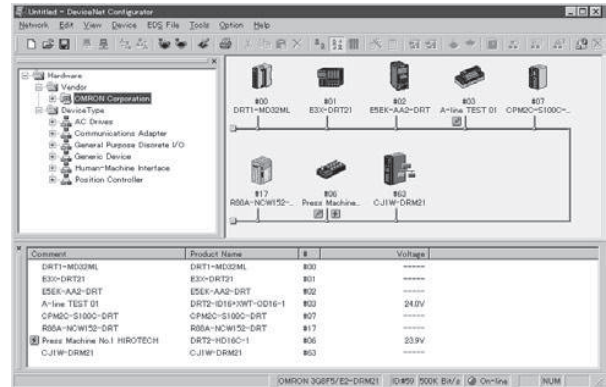 Untitled - DeviceNet Configurator
Network Edit View Device EDS File Tools Option Help
Hardware
Vendor
OMRON Corporation
DeviceType
AC Drives
Communications Adapter
General Purpose Discrete I/O
Generic Device
Human-Machine Interface
Position Controller
#00 #01 #02 #03 #07
DRT1-MD32ML E3X-DRT21 E5EK-AA2-DRT A-line TEST 01 CPM2C-S100C-...
#17 #06 #63
R88A-NCW152-... Press Machine... CJ1W-DRM21
Comment Product Name # Voltage
DRT1-MD32ML DRT1-MD32ML #00 -----
E3X-DRT21 E3X-DRT21 #01 -----
E5EK-AA2-DRT E5EK-AA2-DRT #02 -----
A-line TEST 01 DRT2-ID16+XWT-OD16-1 #03 24.0V
CPM2C-S100C-DRT CPM2C-S100C-DRT #07 -----
R88A-NCW152-DRT R88A-NCW152-DRT #17 -----
Press Machine No.1 HIROTECH DRT2-HD16C-1 #06 23.9V
CJ1W-DRM21 CJ1W-DRM21 #63 -----
OMRON 3G8F5/E2-DRM21 ID:#59 500K Bit/s On-line NUM